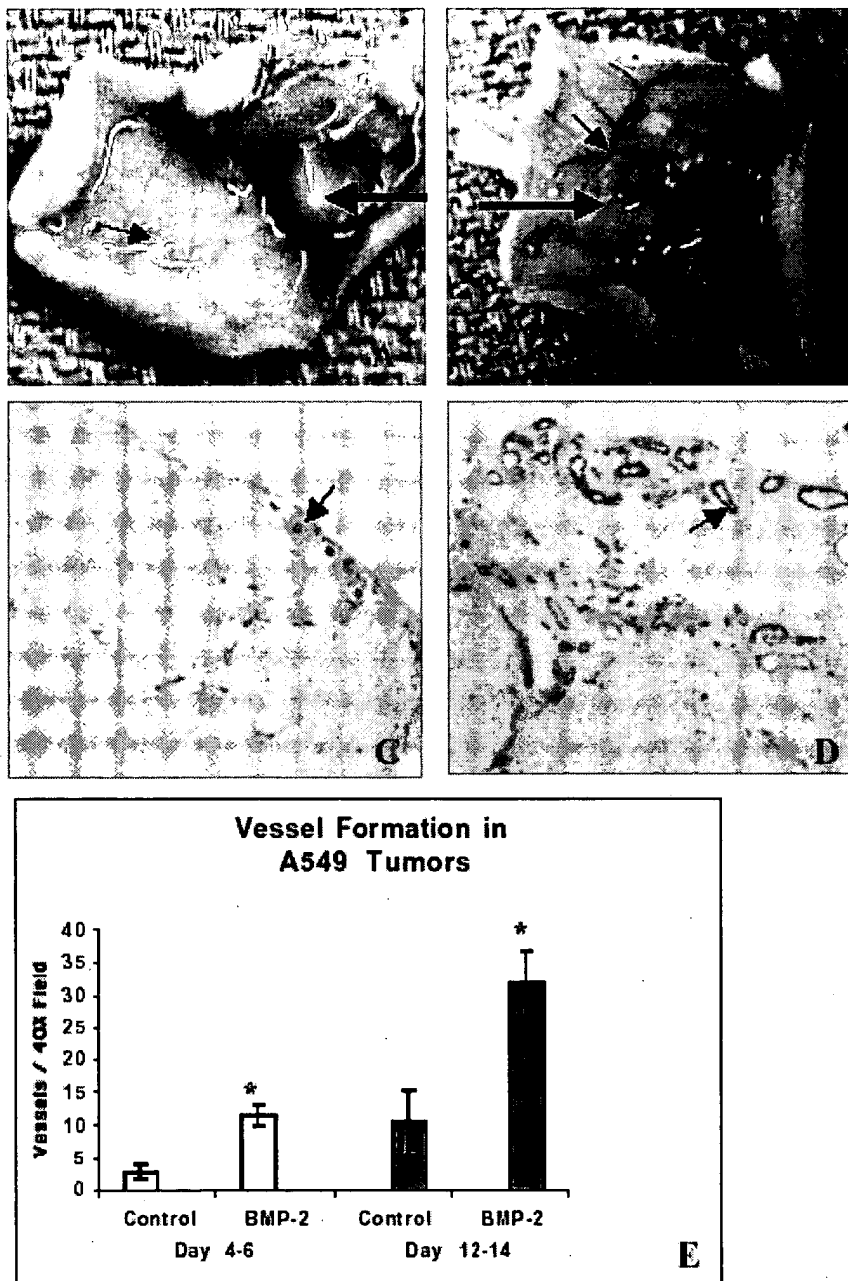 C
D
Vessel Formation in
A549 Tumors
Vessels / 40X Field
40
35
30
25
20
15
10
5
0
*
*
Control BMP-2 Control BMP-2
Day 4-6 Day 12-14
E